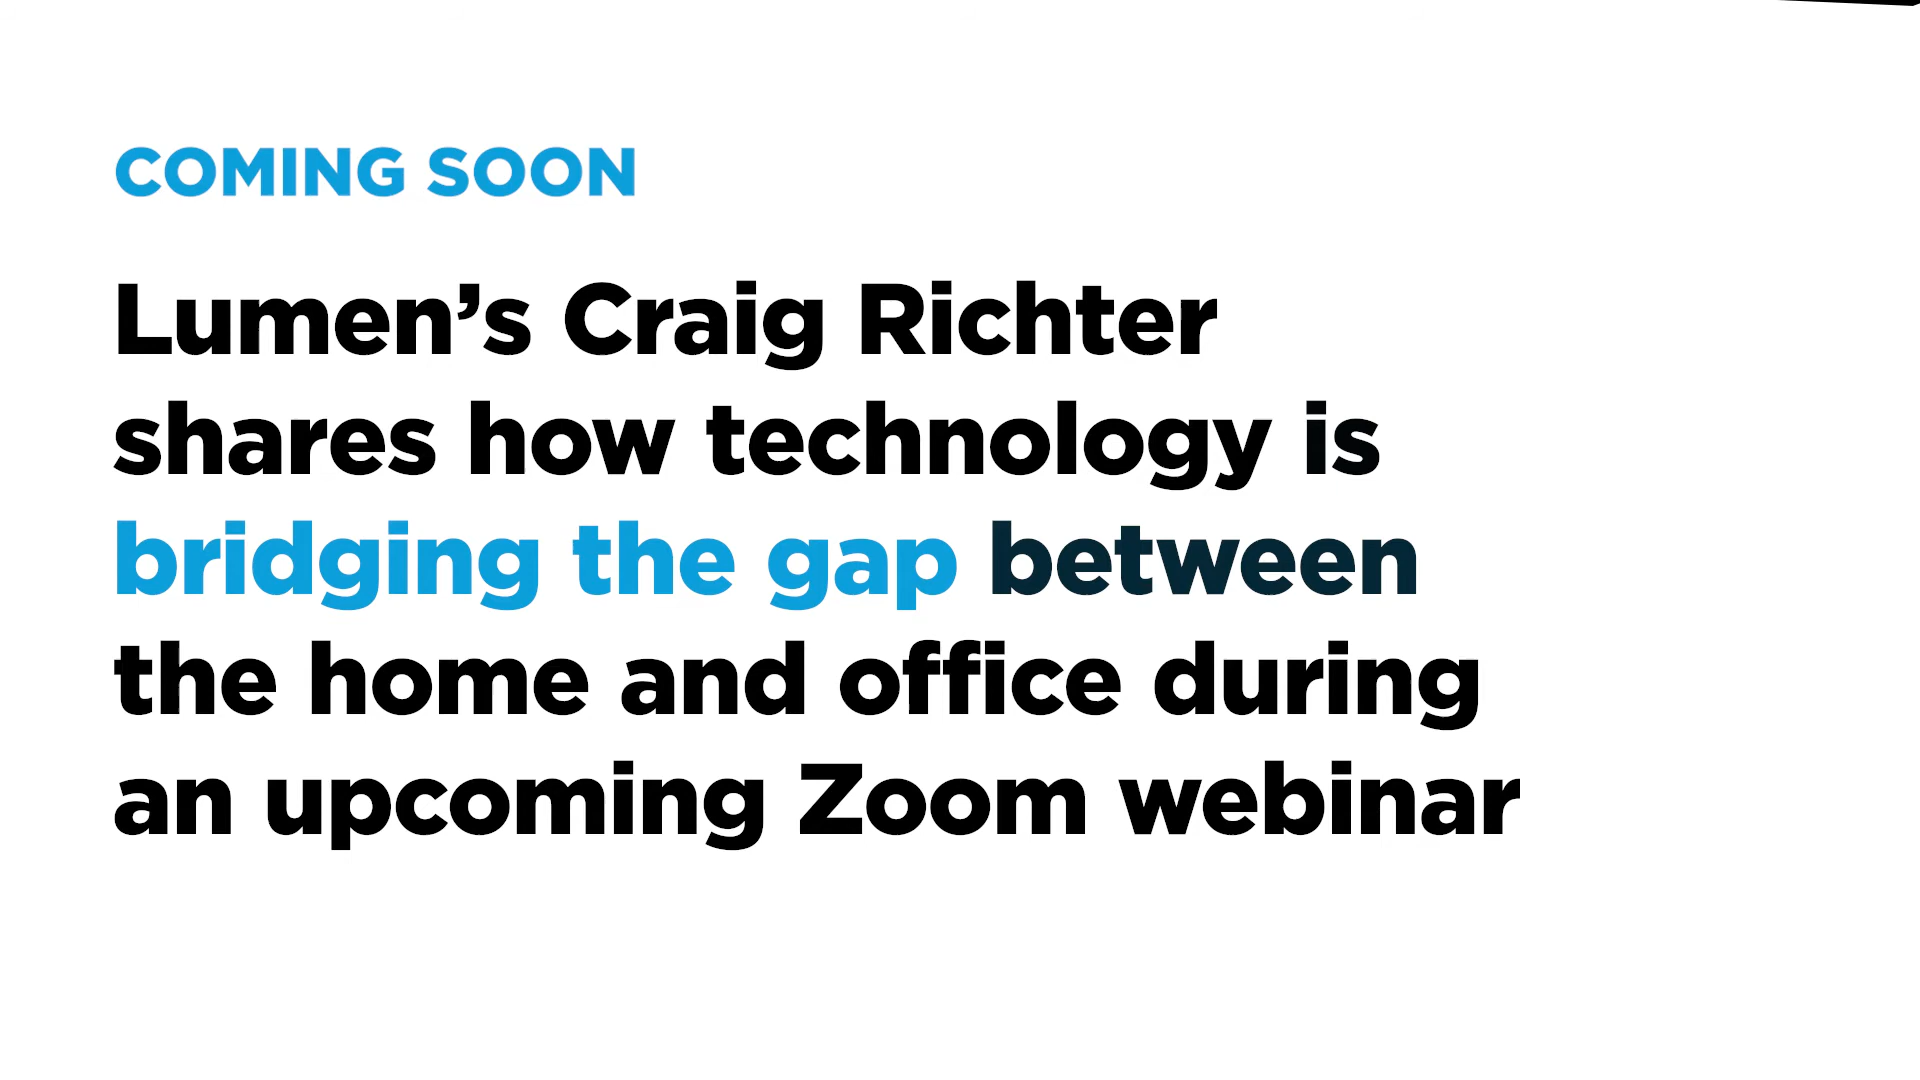 COMING SOON
Lumen’s Craig Richter
shares how technology is
bridging the gap between
the home and office during
an upcoming Zoom webinar